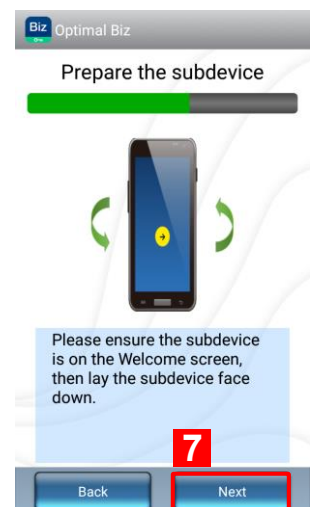 Biz
Optimal Biz
Prepare the subdevice
Please ensure the subdevice
is on the Welcome screen,
then lay the subdevice face
down.
7
Back
Next